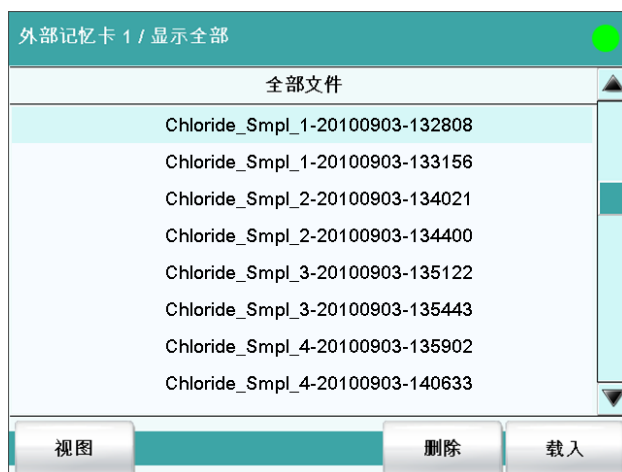 外部记忆卡 1 / 显示全部
全部文件
Chloride_Smpl_1-20100903-132808
Chloride_Smpl_1-20100903-133156
Chloride_Smpl_2-20100903-134021
Chloride_Smpl_2-20100903-134400
Chloride_Smpl_3-20100903-135122
Chloride_Smpl_3-20100903-135443
Chloride_Smpl_4-20100903-135902
Chloride_Smpl_4-20100903-140633
视图 删除 载入